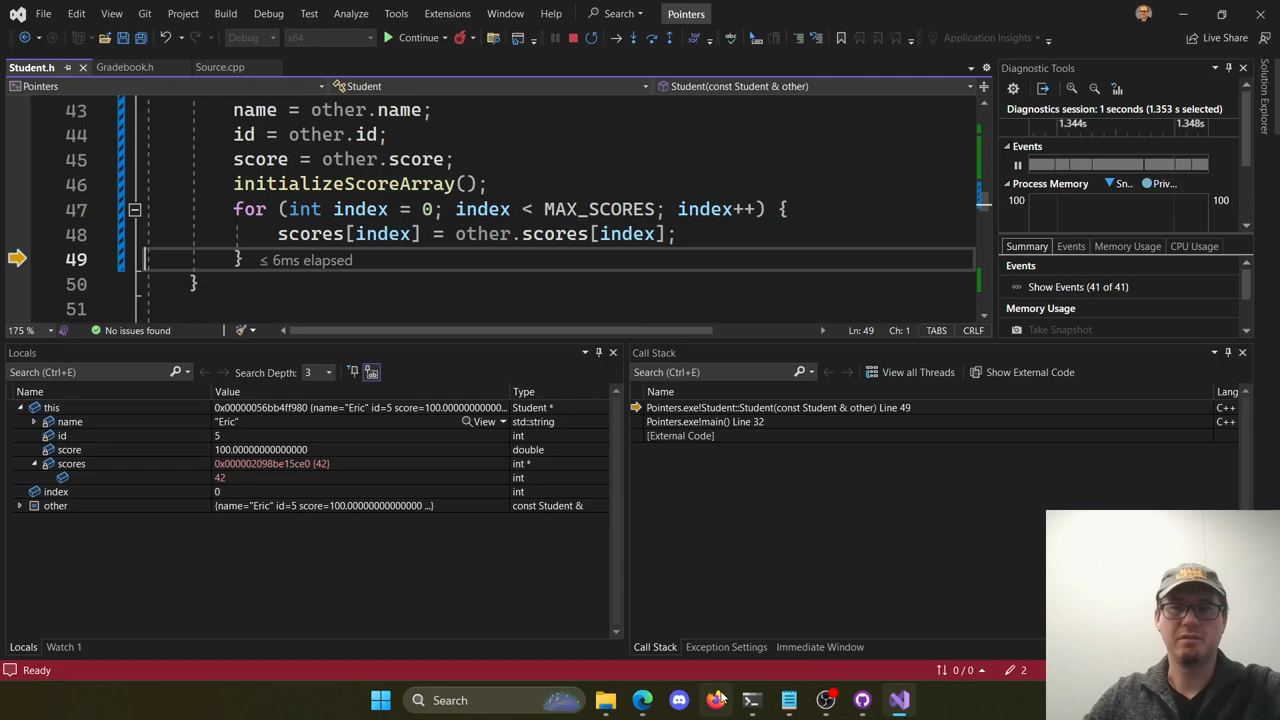 File Edit View Git Project Build Debug Test Analyze Tools Extensions Window Help Search Pointers
Debug x64 Continue Application Insights Live Share
Student.h Gradebook.h Source.cpp
Pointers Student Student(const Student & other)
43 name = other.name;
44 id = other.id;
45 score = other.score;
46 initializeScoreArray();
47 for (int index = 0; index < MAX_SCORES; index++) {
48 scores[index] = other.scores[index];
49 } ≤ 6ms elapsed
50 }
51
175 % No issues found Ln: 49 Ch: 1 TABS CRLF
Diagnostic Tools
Diagnostics session: 1 seconds (1.353 s selected)
1.344s 1.348s
Events
Process Memory Sn... Priv...
100 100
Summary Events Memory Usage CPU Usage
Events
Show Events (41 of 41)
Memory Usage
Take Snapshot
Solution Explorer
Locals
Search (Ctrl+E) Search Depth: 3
Name Value Type
this 0x00000056bb4ff980 {name="Eric" id=5 score=100.0000000000... Student *
name "Eric" View std::string
id 5 int
score 100.00000000000000 double
scores 0x000002098be15ce0 {42} int *
42 int
index 0 int
other {name="Eric" id=5 score=100.00000000000000 ...} const Student &
Locals Watch 1
Call Stack
Search (Ctrl+E) View all Threads Show External Code
Name Lang
Pointers.exe!Student::Student(const Student & other) Line 49 C++
Pointers.exe!main() Line 32 C++
[External Code]
Call Stack Exception Settings Immediate Window
Ready 0 / 0 2
Search